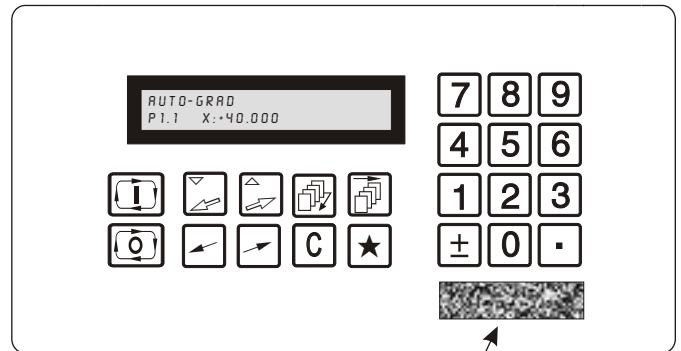 AUTO-GRAD
P1.1 X:+40.000
7 8 9
4 5 6
1 2 3
I
± 0 .
O C